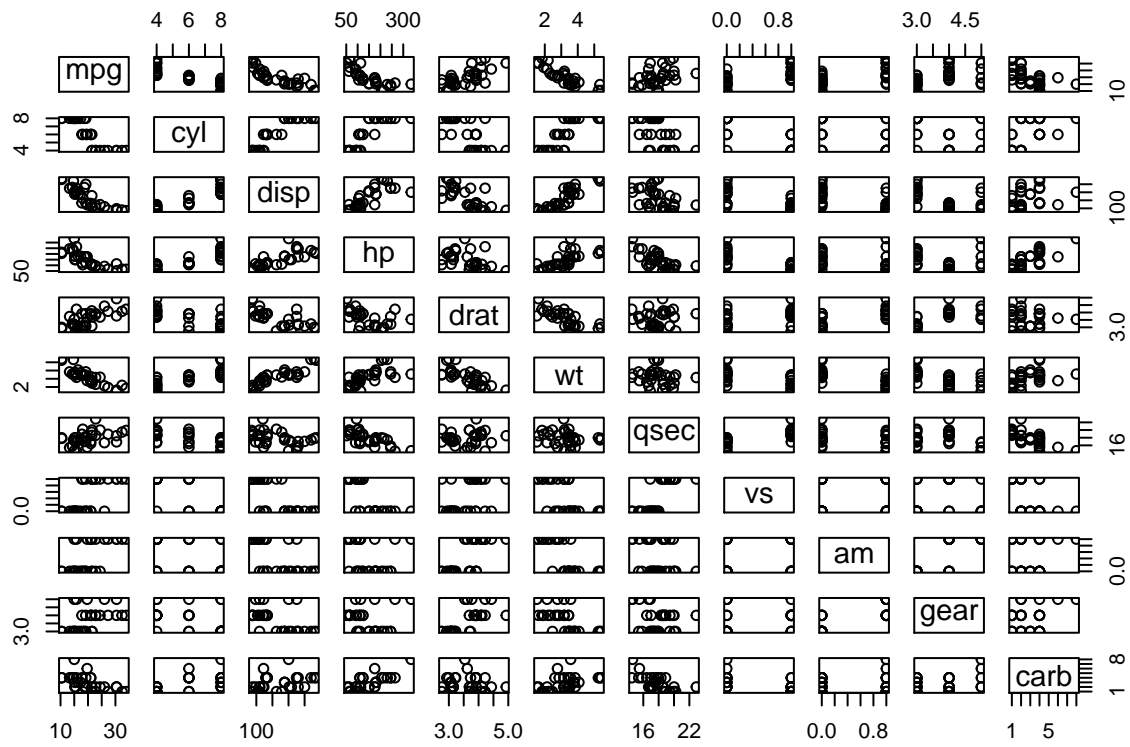 4 6 8 50 300 2 4 0.0 1.0 3.0 4.5
mpg 10
4 8 cyl
disp 100
50 hp
drat 3.0
2 wt
qsec 16
0.0 vs
am 0.0
3.0 gear
carb 1 8
10 30 100 3.0 5.0 16 22 0.0 0.8 1 5